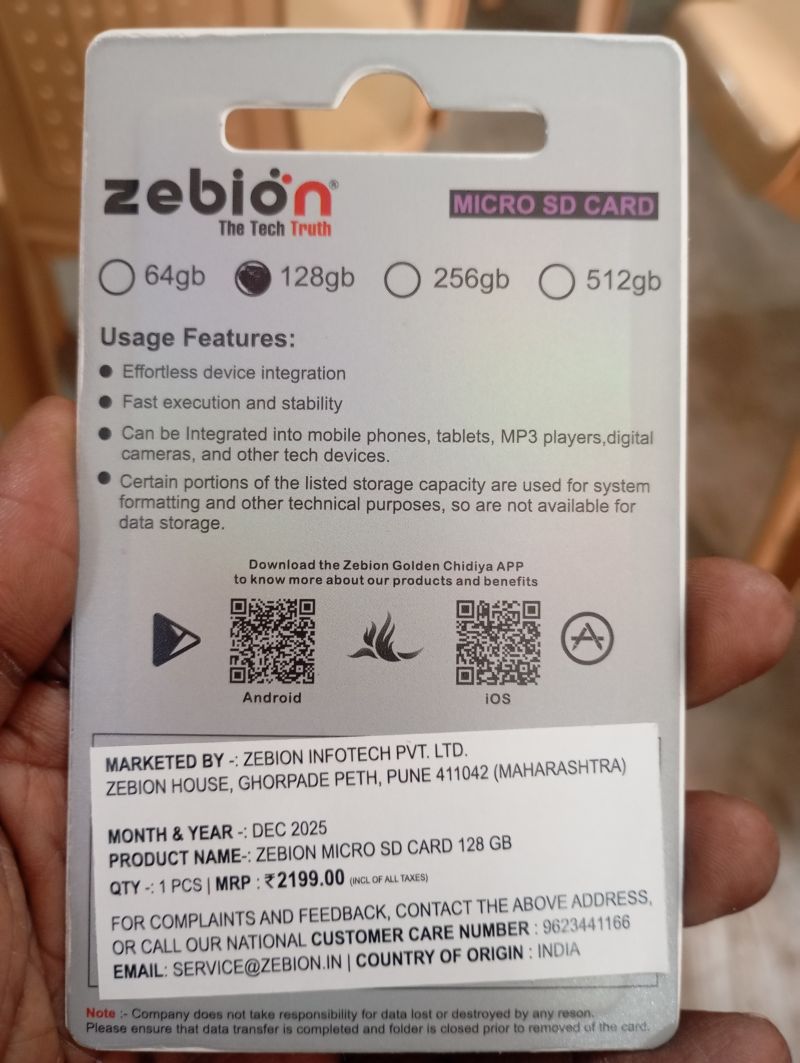 zebion®
The Tech Truth
MICRO SD CARD
64gb 128gb 256gb 512gb
Usage Features:
Effortless device integration
Fast execution and stability
Can be Integrated into mobile phones, tablets, MP3 players,digital
cameras, and other tech devices.
Certain portions of the listed storage capacity are used for system
formatting and other technical purposes, so are not available for
data storage.
Download the Zebion Golden Chidiya APP
to know more about our products and benefits
Android
iOS
MARKETED BY -: ZEBION INFOTECH PVT. LTD.
ZEBION HOUSE, GHORPADE PETH, PUNE 411042 (MAHARASHTRA)
MONTH & YEAR -: DEC 2025
PRODUCT NAME-: ZEBION MICRO SD CARD 128 GB
QTY -: 1 PCS | MRP : ₹2199.00 (INCL OF ALL TAXES)
FOR COMPLAINTS AND FEEDBACK, CONTACT THE ABOVE ADDRESS,
OR CALL OUR NATIONAL CUSTOMER CARE NUMBER : 9623441166
EMAIL: SERVICE@ZEBION.IN | COUNTRY OF ORIGIN : INDIA
Note :- Company does not take responsibility for data lost or destroyed by any reson.
Please ensure that data transfer is completed and folder is closed prior to removed of the card.